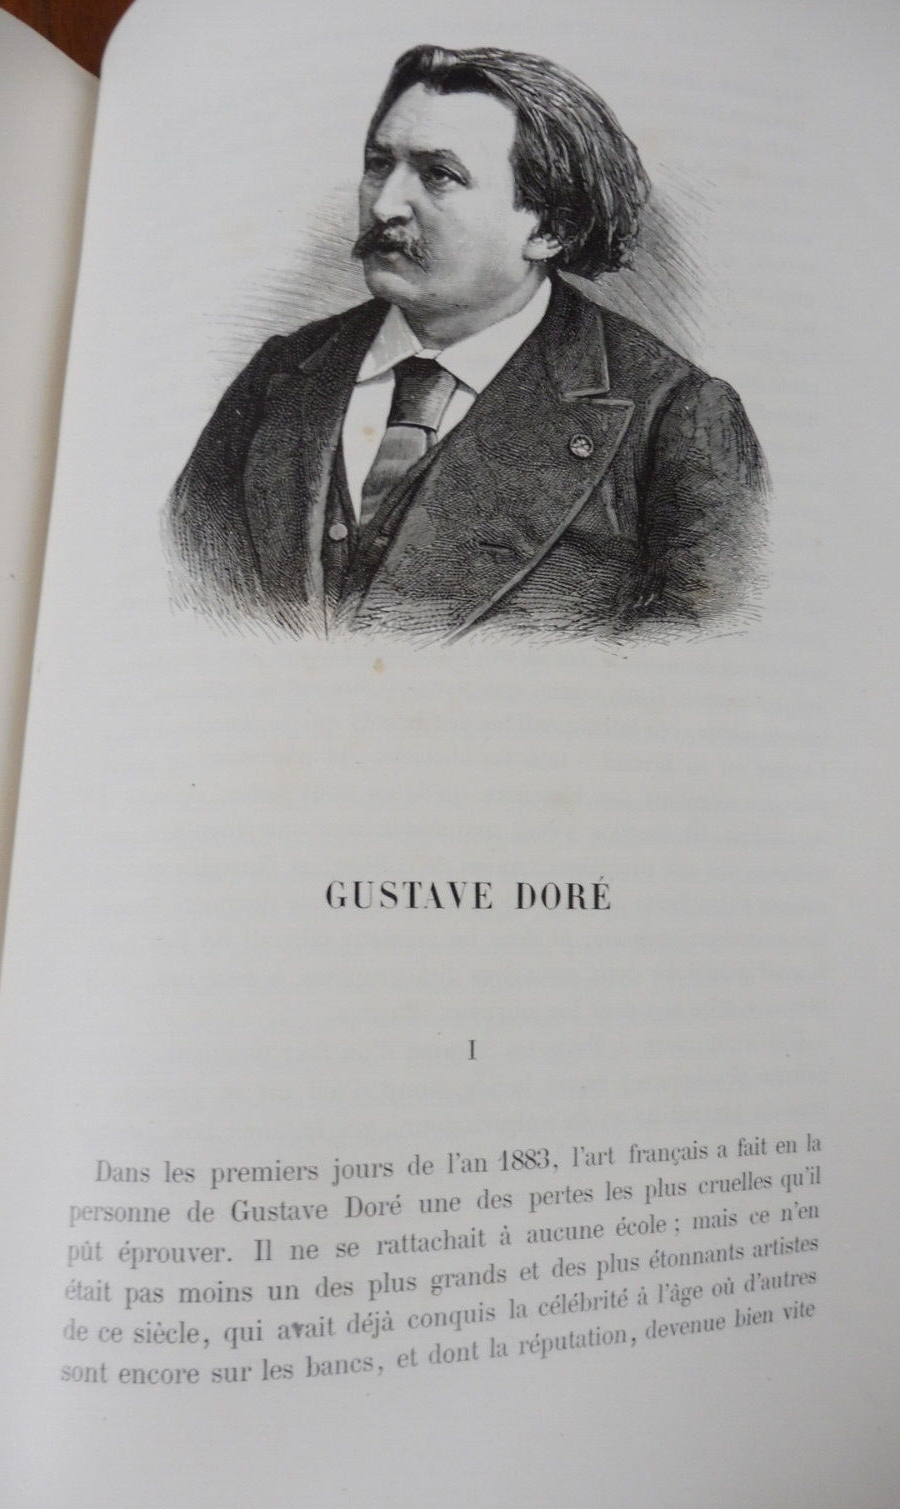 GUSTAVE DORÉ
I
Dans les premiers jours de l'an 1883, l'art français a fait en la
personne de Gustave Doré une des pertes les plus cruelles qu'il
pût éprouver. Il ne se rattachait à aucune école ; mais ce n'en
était pas moins un des plus grands et des plus étonnants artistes
de ce siècle, qui avait déjà conquis la célébrité à l'âge où d'autres
sont encore sur les bancs, et dont la réputation, devenue bien vite